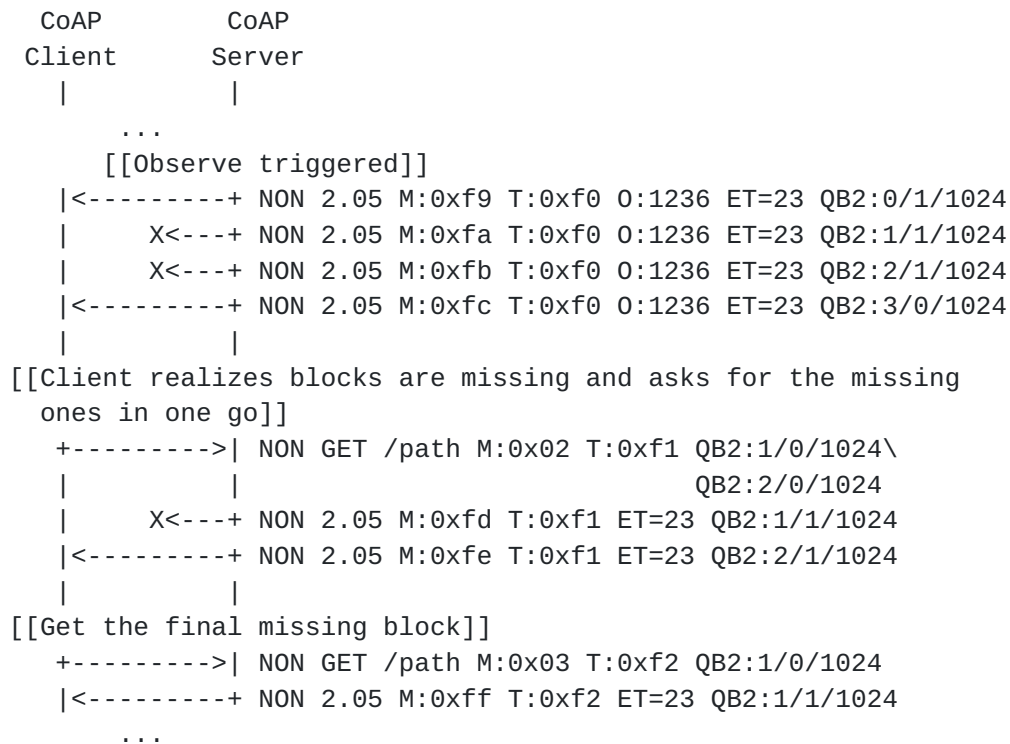 CoAP        CoAP
 Client      Server
   |           |
       ...
      [[Observe triggered]]
   |<---------+ NON 2.05 M:0xf9 T:0xf0 O:1236 ET=23 QB2:0/1/1024
   |     X<---+ NON 2.05 M:0xfa T:0xf0 O:1236 ET=23 QB2:1/1/1024
   |     X<---+ NON 2.05 M:0xfb T:0xf0 O:1236 ET=23 QB2:2/1/1024
   |<---------+ NON 2.05 M:0xfc T:0xf0 O:1236 ET=23 QB2:3/0/1024
   |          |
[[Client realizes blocks are missing and asks for the missing
  ones in one go]]
   +--------->| NON GET /path M:0x02 T:0xf1 QB2:1/0/1024\
   |          |                             QB2:2/0/1024
   |     X<---+ NON 2.05 M:0xfd T:0xf1 ET=23 QB2:1/1/1024
   |<---------+ NON 2.05 M:0xfe T:0xf1 ET=23 QB2:2/1/1024
   |          |
[[Get the final missing block]]
   +--------->| NON GET /path M:0x03 T:0xf2 QB2:1/0/1024
   |<---------+ NON 2.05 M:0xff T:0xf2 ET=23 QB2:1/1/1024
       ...